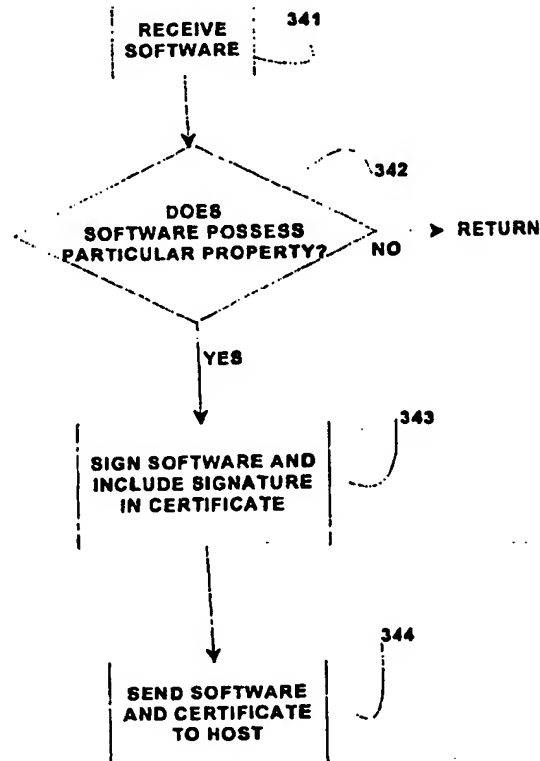 RECEIVE
SOFTWARE
341
342
DOES
SOFTWARE POSSESS
PARTICULAR PROPERTY?
NO
RETURN
YES
343
SIGN SOFTWARE AND
INCLUDE SIGNATURE
IN CERTIFICATE
344
SEND SOFTWARE
AND CERTIFICATE
TO HOST